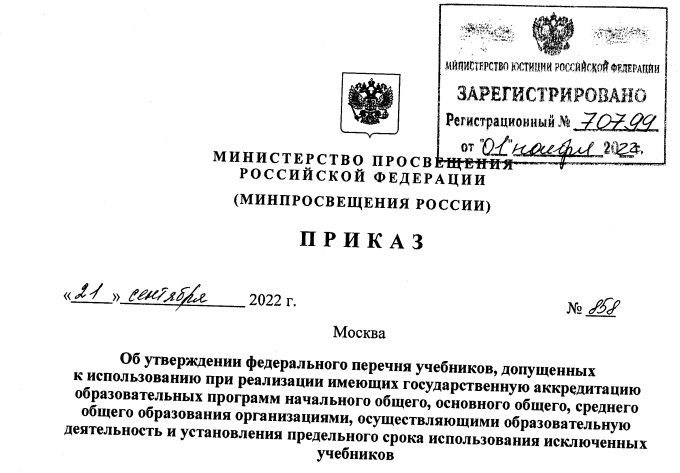 МИНИСТЕРСТВО ЮСТИЦИИ РОССИЙСКОЙ ФЕДЕРАЦИИ
ЗАРЕГИСТРИРОВАНО
Регистрационный № 70799
от "01" ноября 2022 г.
МИНИСТЕРСТВО ПРОСВЕЩЕНИЯ
РОССИЙСКОЙ ФЕДЕРАЦИИ
(МИНПРОСВЕЩЕНИЯ РОССИИ)
ПРИКАЗ
«21» сентября 2022 г.
№ 858
Москва
Об утверждении федерального перечня учебников, допущенных
к использованию при реализации имеющих государственную аккредитацию
образовательных программ начального общего, основного общего, среднего
общего образования организациями, осуществляющими образовательную
деятельность и установления предельного срока использования исключенных
учебников